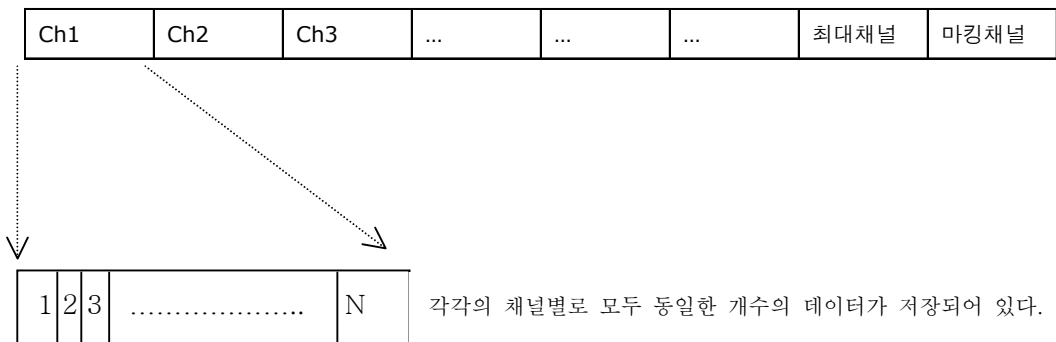 Ch1 Ch2 Ch3 ... ... ... 최대채널 마킹채널
1 2 3 ……………….. N 각각의 채널별로 모두 동일한 개수의 데이터가 저장되어 있다.